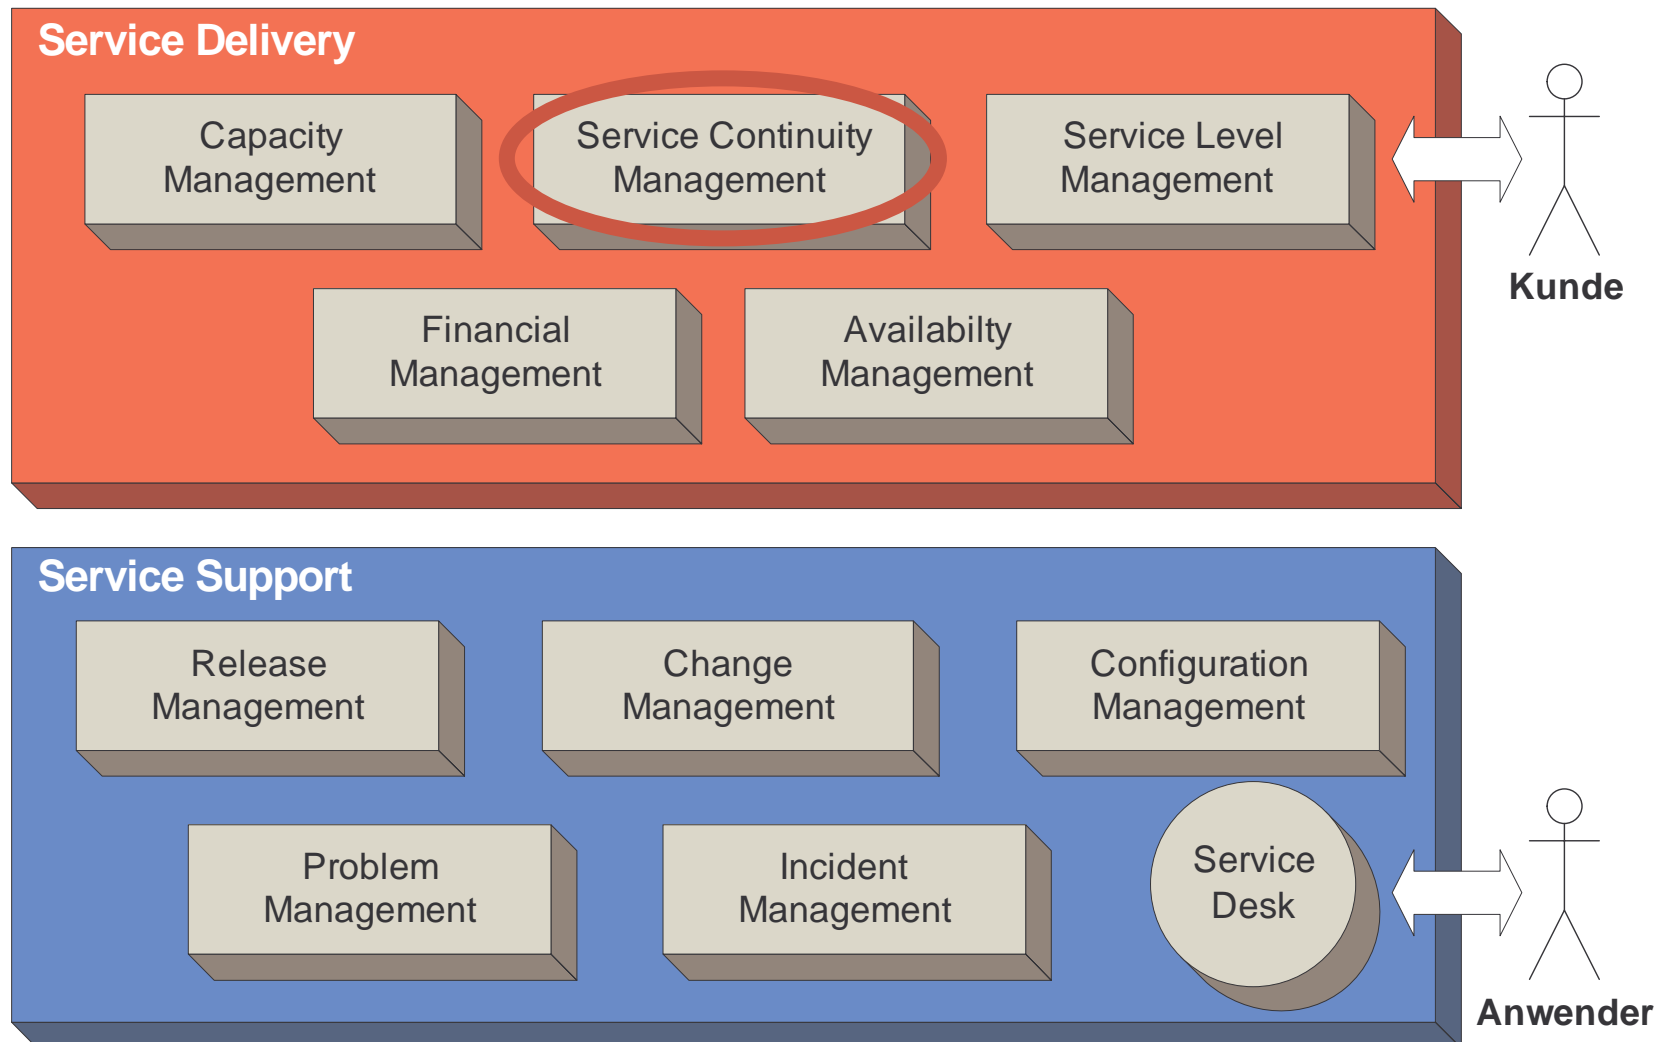 Service Delivery
Capacity
Management
Service Continuity
Management
Service Level
Management
Kunde
Financial
Management
Availabilty
Management
Service Support
Release
Management
Change
Management
Configuration
Management
Problem
Management
Incident
Management
Service
Desk
Anwender